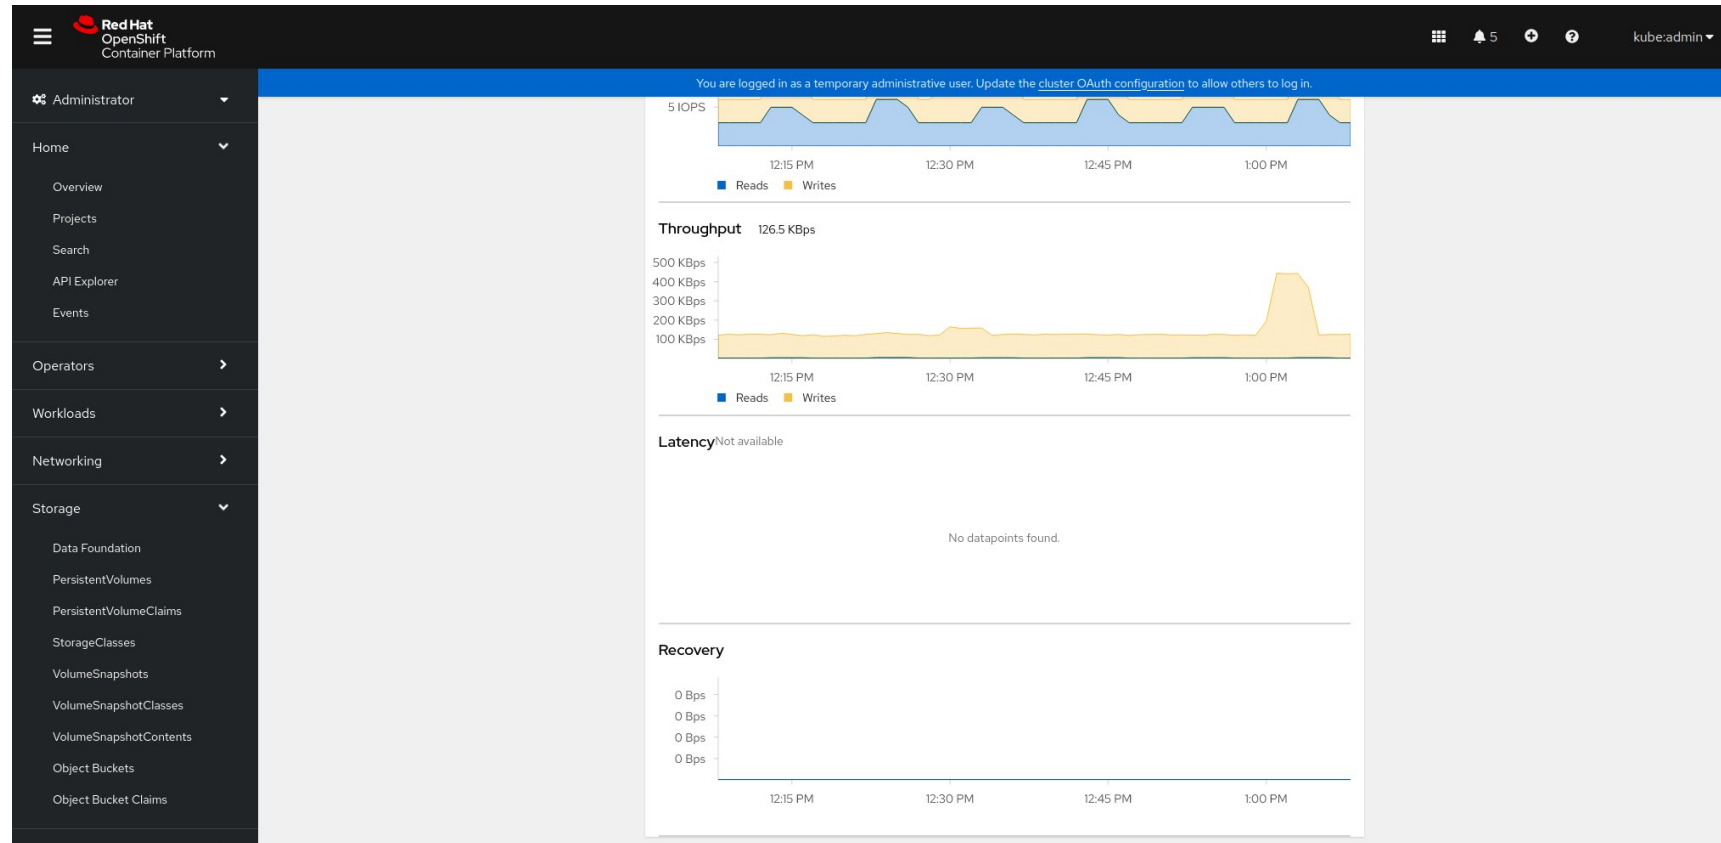 Red Hat
OpenShift
Container Platform
5
kube:admin
You are logged in as a temporary administrative user. Update the cluster OAuth configuration to allow others to log in.
Administrator
Home
Overview
Projects
Search
API Explorer
Events
Operators
Workloads
Networking
Storage
Data Foundation
PersistentVolumes
PersistentVolumeClaims
StorageClasses
VolumeSnapshots
VolumeSnapshotClasses
VolumeSnapshotContents
Object Buckets
Object Bucket Claims
5 IOPS
12:15 PM 12:30 PM 12:45 PM 1:00 PM
Reads Writes
Throughput 126.5 KBps
500 KBps
400 KBps
300 KBps
200 KBps
100 KBps
12:15 PM 12:30 PM 12:45 PM 1:00 PM
Reads Writes
Latency Not available
No datapoints found.
Recovery
0 Bps
0 Bps
0 Bps
0 Bps
12:15 PM 12:30 PM 12:45 PM 1:00 PM